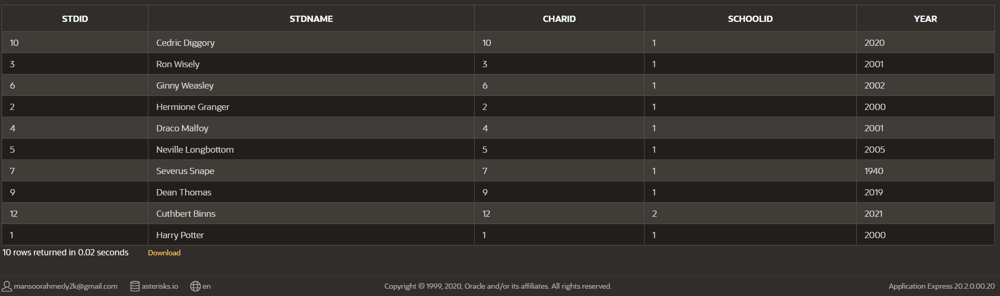 STDID STDNAME CHARID SCHOOLID YEAR
10 Cedric Diggory 10 1 2020
3 Ron Wisely 3 1 2001
6 Ginny Weasley 6 1 2002
2 Hermione Granger 2 1 2000
4 Draco Malfoy 4 1 2001
5 Neville Longbottom 5 1 2005
7 Severus Snape 7 1 1940
9 Dean Thomas 9 1 2019
12 Cuthbert Binns 12 2 2021
1 Harry Potter 1 1 2000
10 rows returned in 0.02 seconds Download
mansoorahmedy2k@gmail.com asterisks.io en Copyright © 1999, 2020, Oracle and/or its affiliates. All rights reserved. Application Express 20.2.0.00.20